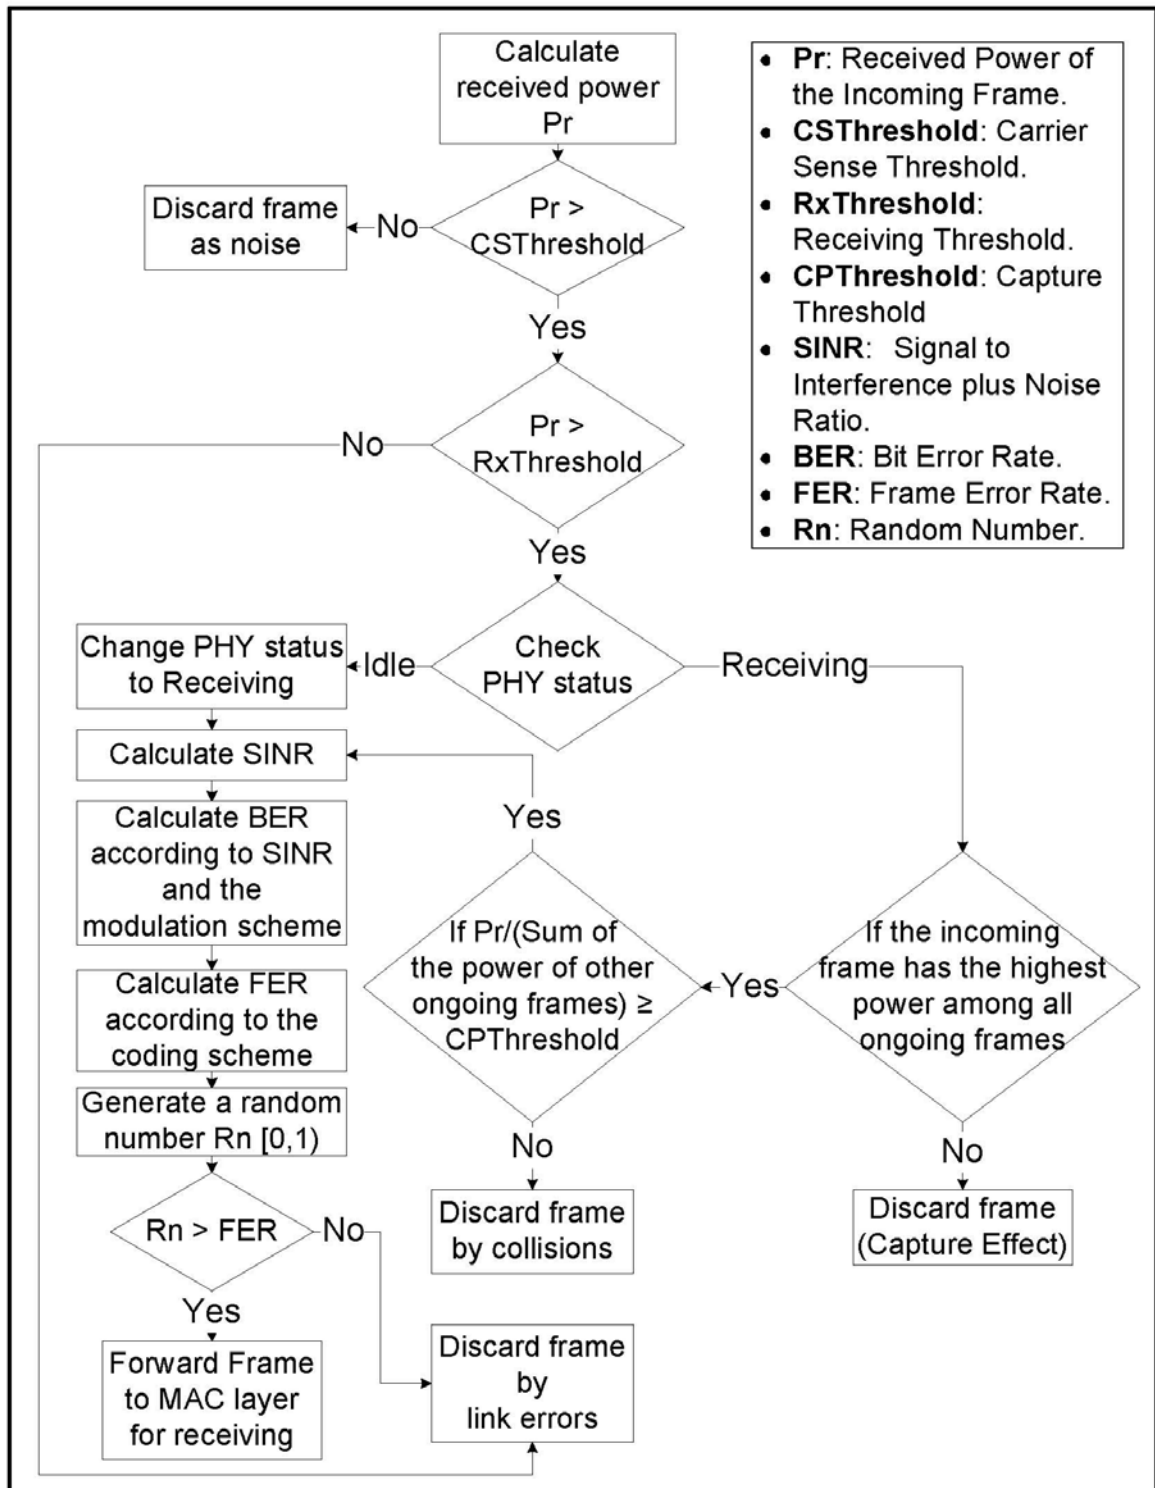 Calculate
received power
Pr
Pr >
CSThreshold
No
Discard frame
as noise
Yes
Pr >
RxThreshold
No
Yes
Check
PHY status
Idle
Receiving
Change PHY status
to Receiving
Calculate SINR
Calculate BER
according to SINR
and the
modulation scheme
Calculate FER
according to the
coding scheme
Generate a random
number Rn [0,1)
Rn > FER
No
Yes
Forward Frame
to MAC layer
for receiving
Yes
If Pr/(Sum of
the power of other
ongoing frames) ≥
CPThreshold
Yes
If the incoming
frame has the highest
power among all
ongoing frames
No
Discard frame
by collisions
No
Discard frame
(Capture Effect)
Discard frame
by
link errors
• Pr: Received Power of
the Incoming Frame.
• CSThreshold: Carrier
Sense Threshold.
• RxThreshold:
Receiving Threshold.
• CPThreshold: Capture
Threshold
• SINR: Signal to
Interference plus Noise
Ratio.
• BER: Bit Error Rate.
• FER: Frame Error Rate.
• Rn: Random Number.